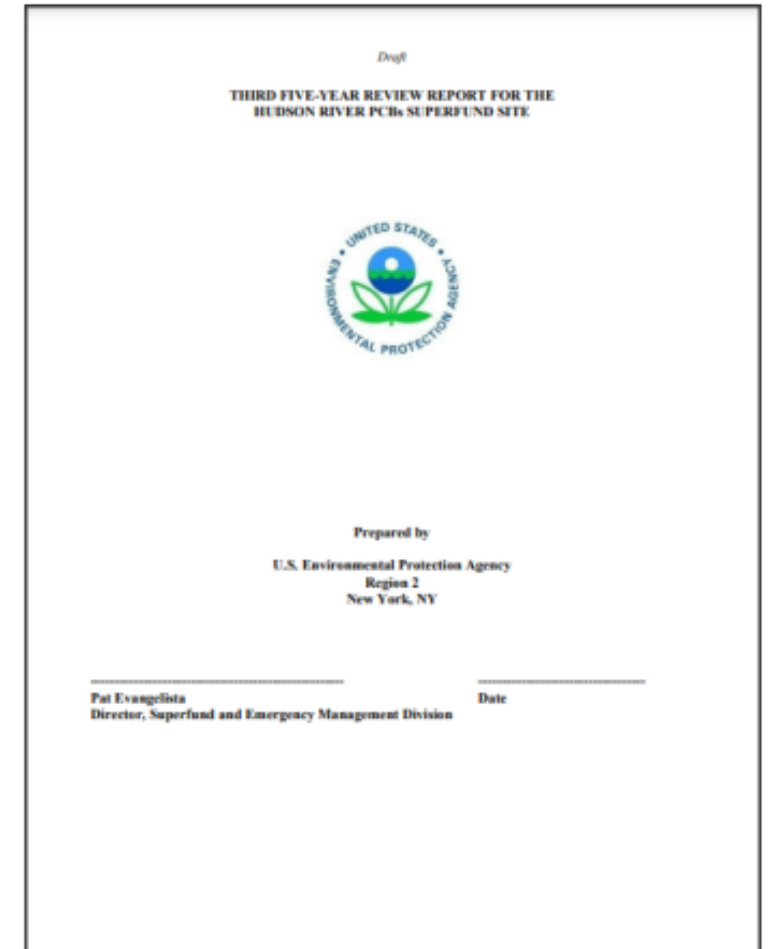 Draft
THIRD FIVE-YEAR REVIEW REPORT FOR THE
HUDSON RIVER PCBs SUPERFUND SITE
UNITED STATES • ENVIRONMENTAL PROTECTION AGENCY •
Prepared by
U.S. Environmental Protection Agency
Region 2
New York, NY
Pat Evangelista
Director, Superfund and Emergency Management Division
Date